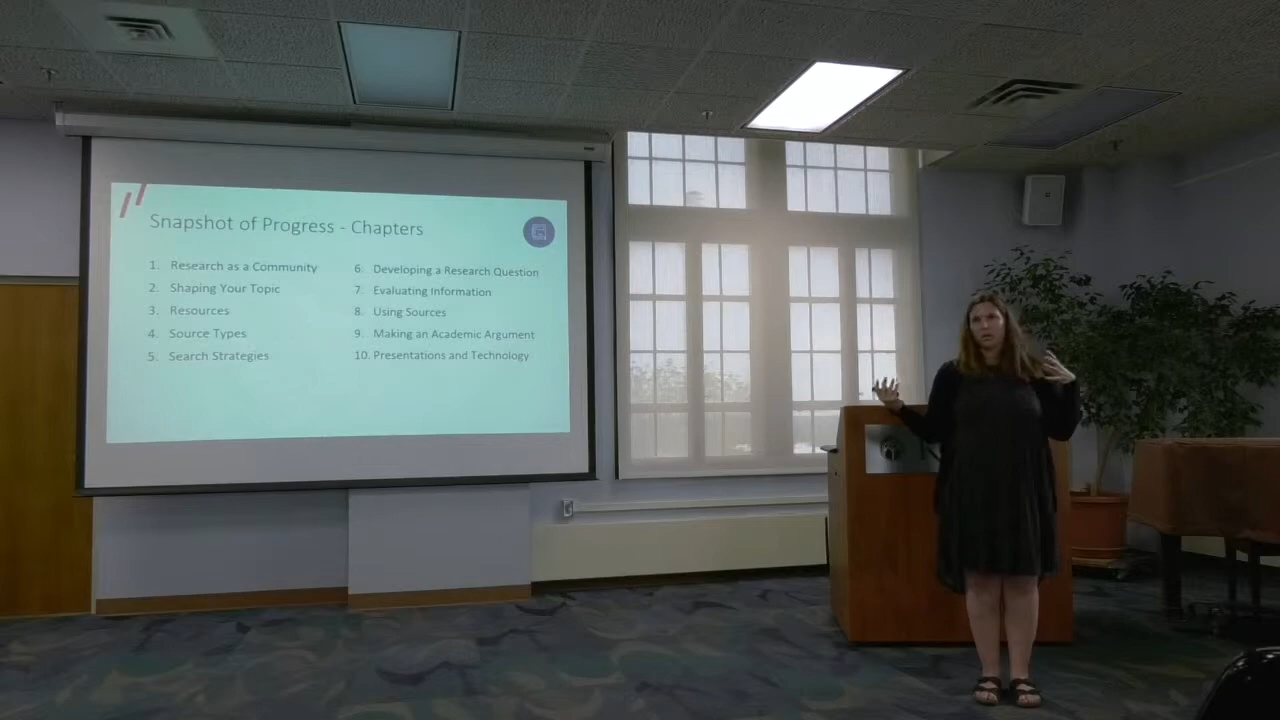 Snapshot of Progress - Chapters
1. Research as a Community
2. Shaping Your Topic
3. Resources
4. Source Types
5. Search Strategies
6. Developing a Research Question
7. Evaluating Information
8. Using Sources
9. Making an Academic Argument
10. Presentations and Technology